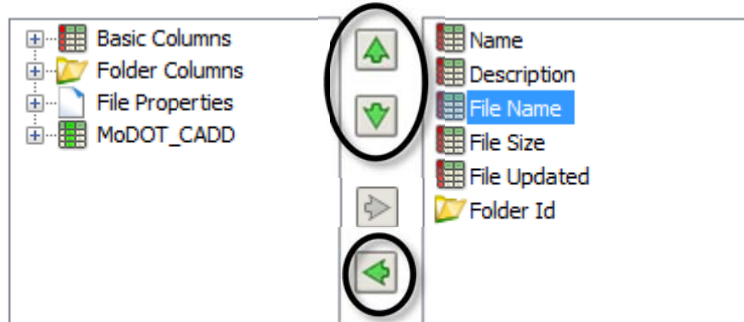 Basic Columns
Folder Columns
File Properties
MoDOT_CADD
Name
Description
File Name
File Size
File Updated
Folder Id